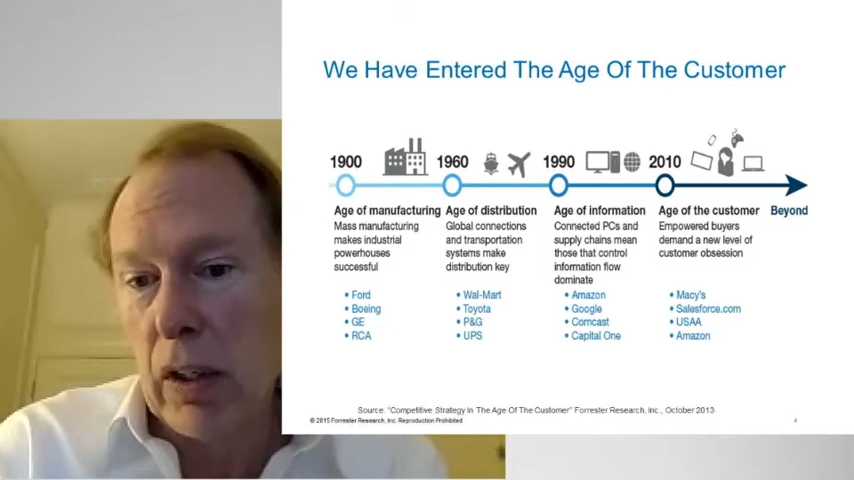 We Have Entered The Age Of The Customer
1900
1960
1990
2010
Age of manufacturing
Mass manufacturing
makes industrial
powerhouses
successful
• Ford
• Boeing
• GE
• RCA
Age of distribution
Global connections
and transportation
systems make
distribution key
• Wal-Mart
• Toyota
• P&G
• UPS
Age of information
Connected PCs and
supply chains mean
those that control
information flow
dominate
• Amazon
• Google
• Comcast
• Capital One
Age of the customer
Empowered buyers
demand a new level of
customer obsession
• Macy's
• Salesforce.com
• USAA
• Amazon
Beyond
Source: "Competitive Strategy in The Age Of The Customer" Forrester Research, Inc., October 2013
© 2015 Forrester Research, Inc. Reproduction Prohibited
4